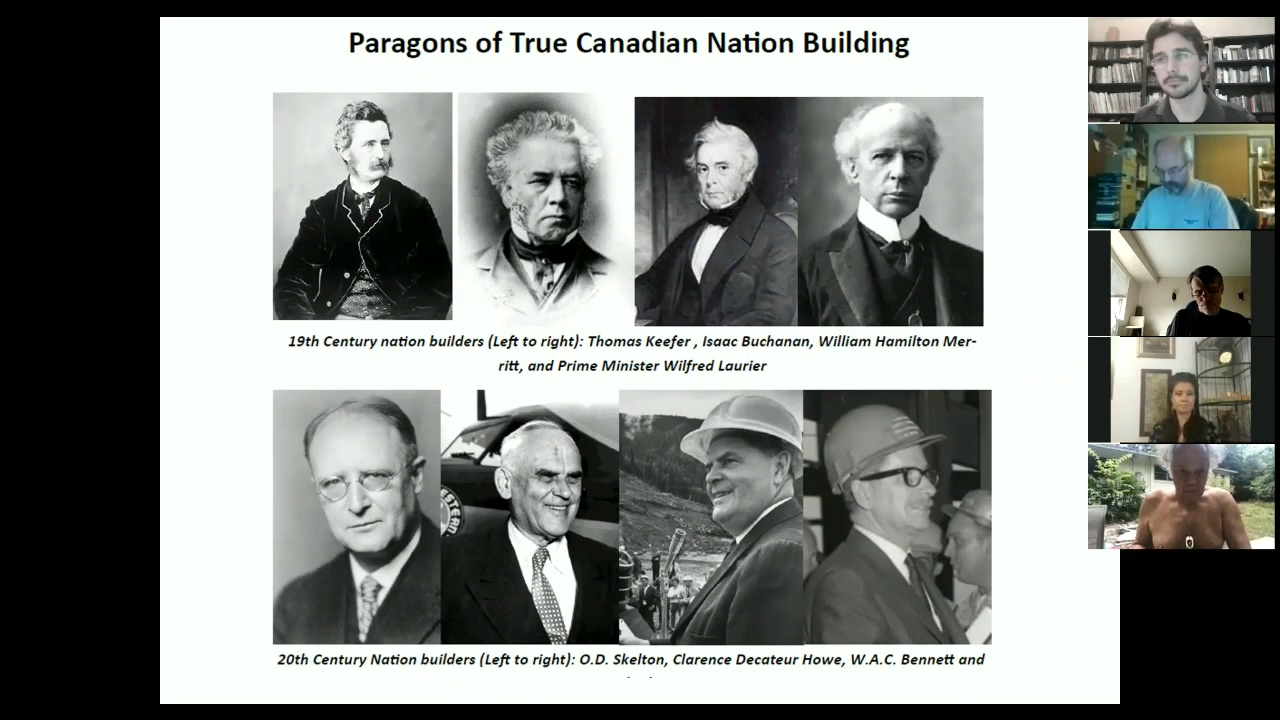 Paragons of True Canadian Nation Building
19th Century nation builders (Left to right): Thomas Keefer , Isaac Buchanan, William Hamilton Mer-
ritt, and Prime Minister Wilfred Laurier
20th Century Nation builders (Left to right): O.D. Skelton, Clarence Decateur Howe, W.A.C. Bennett and